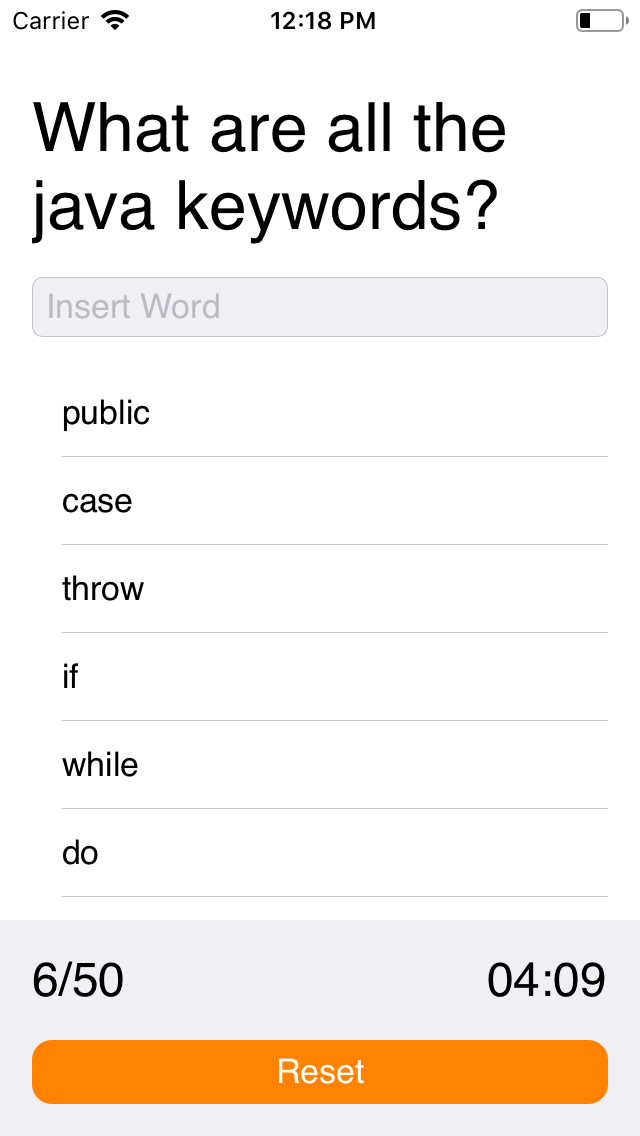 Carrier 12:18 PM
What are all the
java keywords?
Insert Word
public
case
throw
if
while
do
6/50 04:09
Reset